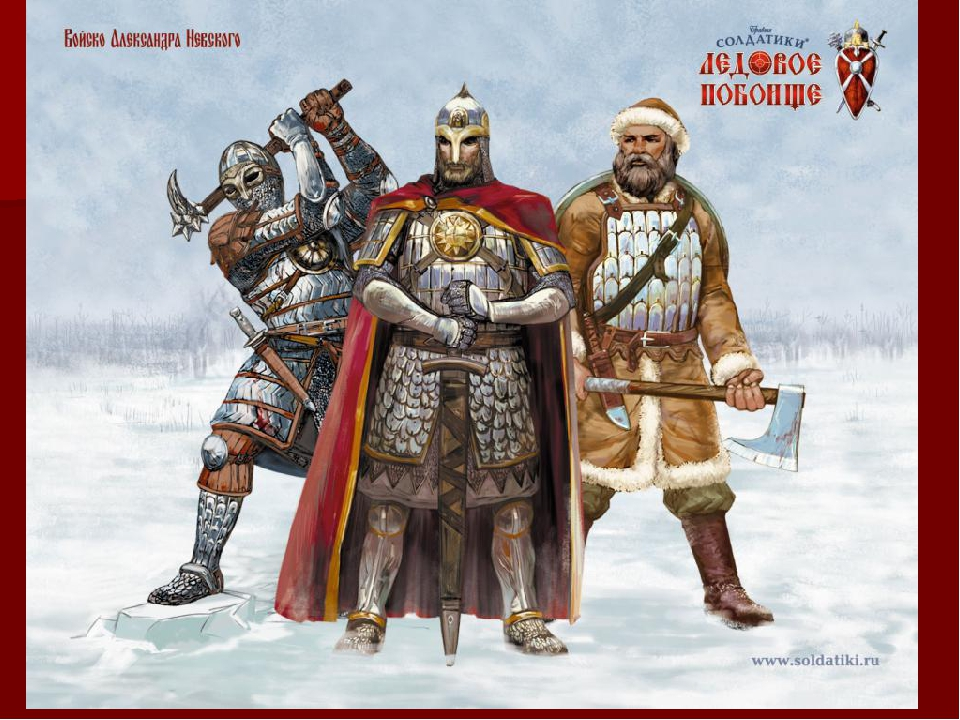 Войско Александра Невского
СОЛДАТИКИ®
ЛЕДОВОЕ
ПОБОИЩЕ
www.soldatiki.ru